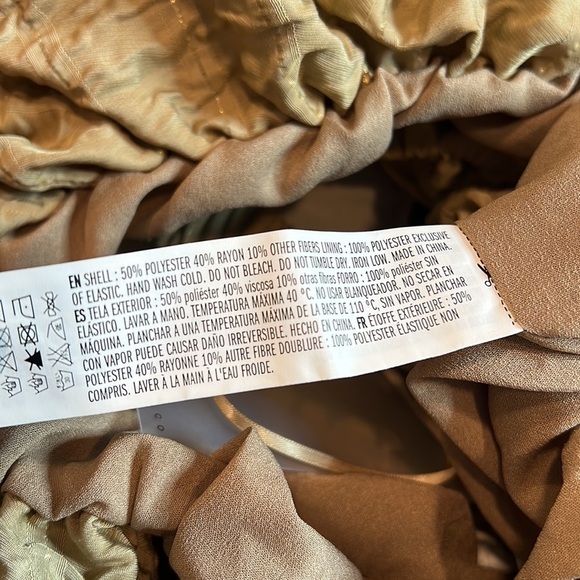 EN SHELL : 50% POLYESTER 40% RAYON 10% OTHER FIBERS LINING : 100% POLYESTER EXCLUSIVE
OF ELASTIC. HAND WASH COLD. DO NOT BLEACH. DO NOT TUMBLE DRY. IRON LOW. MADE IN CHINA.
ES TELA EXTERIOR : 50% poliéster 40% viscosa 10% otras fibras FORRO : 100% poliéster SIN
ELÁSTICO. LAVAR A MANO. TEMPERATURA MÁXIMA 40 °C. NO USAR BLANQUEADOR. NO SECAR EN
MÁQUINA. PLANCHAR A UNA TEMPERATURA MÁXIMA DE LA BASE DE 110 °C, SIN VAPOR. PLANCHAR
CON VAPOR PUEDE CAUSAR DAÑO IRREVERSIBLE. HECHO EN CHINA. FR ÉTOFFE EXTÉRIEURE : 50%
POLYESTER 40% RAYONNE 10% AUTRE FIBRE DOUBLURE : 100% POLYESTER ÉLASTIQUE NON
COMPRIS. LAVER À LA MAIN À L'EAU FROIDE.